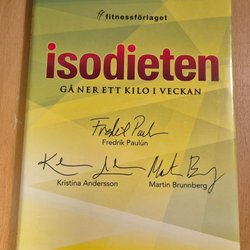 fitnessförlaget
isodieten
GÅ NER ETT KILO I VECKAN
Fredrik Paulún
Kristina Andersson
Martin Brunnberg